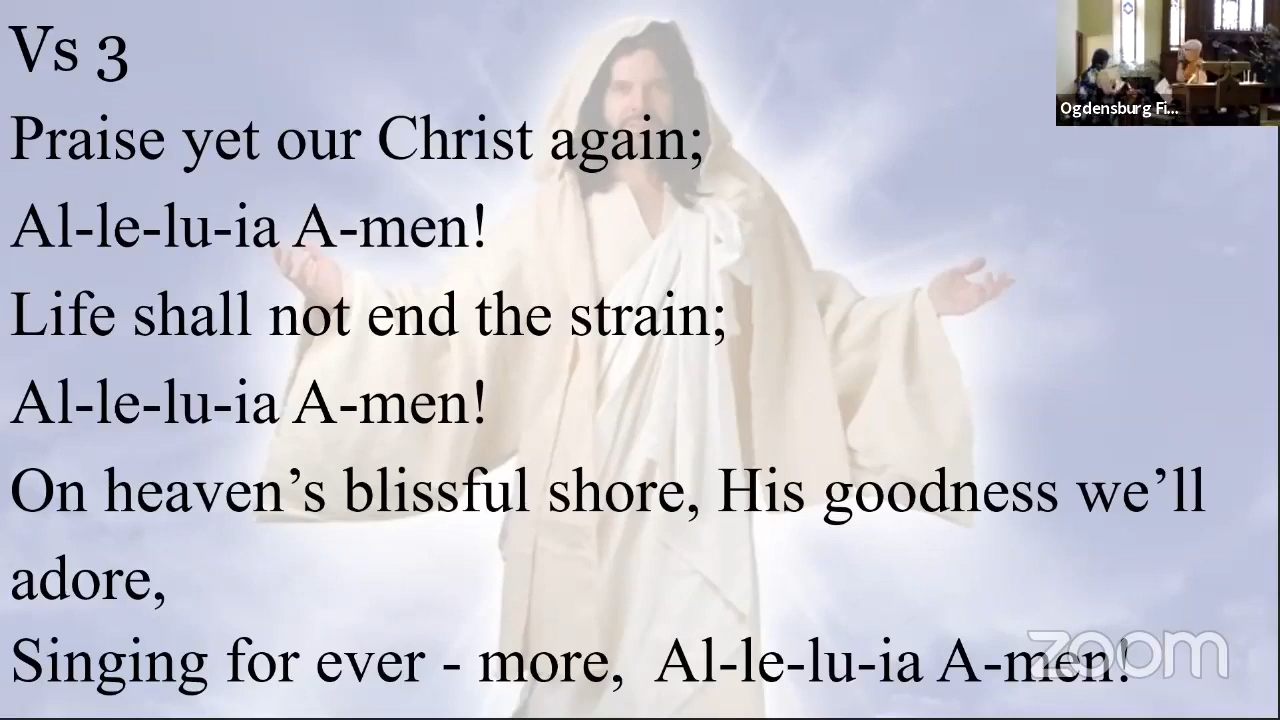 Vs 3
Ogdensburg Fi...
Praise yet our Christ again;
Al-le-lu-ia A-men!
Life shall not end the strain;
Al-le-lu-ia A-men!
On heaven’s blissful shore, His goodness we’ll
adore,
Singing for ever - more,  Al-le-lu-ia A-men!
zoom